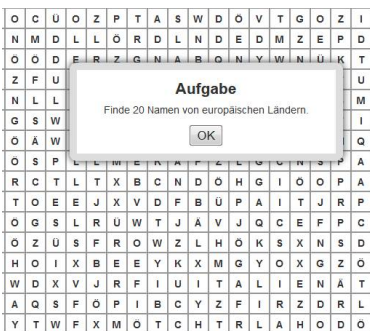 O C Ü O Z P T A S W D Ö V T G O Z I
N M D L L Ö R D L N D E D M Z E P D
Ö Ö D E R Z G N A B Q N Y W N Ü K T
Z F U U
N L L M
Aufgabe
Finde 20 Namen von europäischen Ländern.
G S W I
OK
Ö Ä W Q
Ö S P L L M E K A P Z L G C N S P A
R C T L T X B C N D Ö H G I Ö O P A
T O E E J X V D F B Ü P A I T J R P
Ö G S L R Ü W T J Ä V J Q C E F P C
Ö Z Ü S F R O W Z L H Ö K S X N S D
H O I X B E E Y K X M G Y O X G Z Ö
W D X V J R F I U I T A L I E N Ä T
A Q S F Ö P I B C Y Z F I R Z D R L
Y T W F X M Ö T C H T R L A H O D Ö